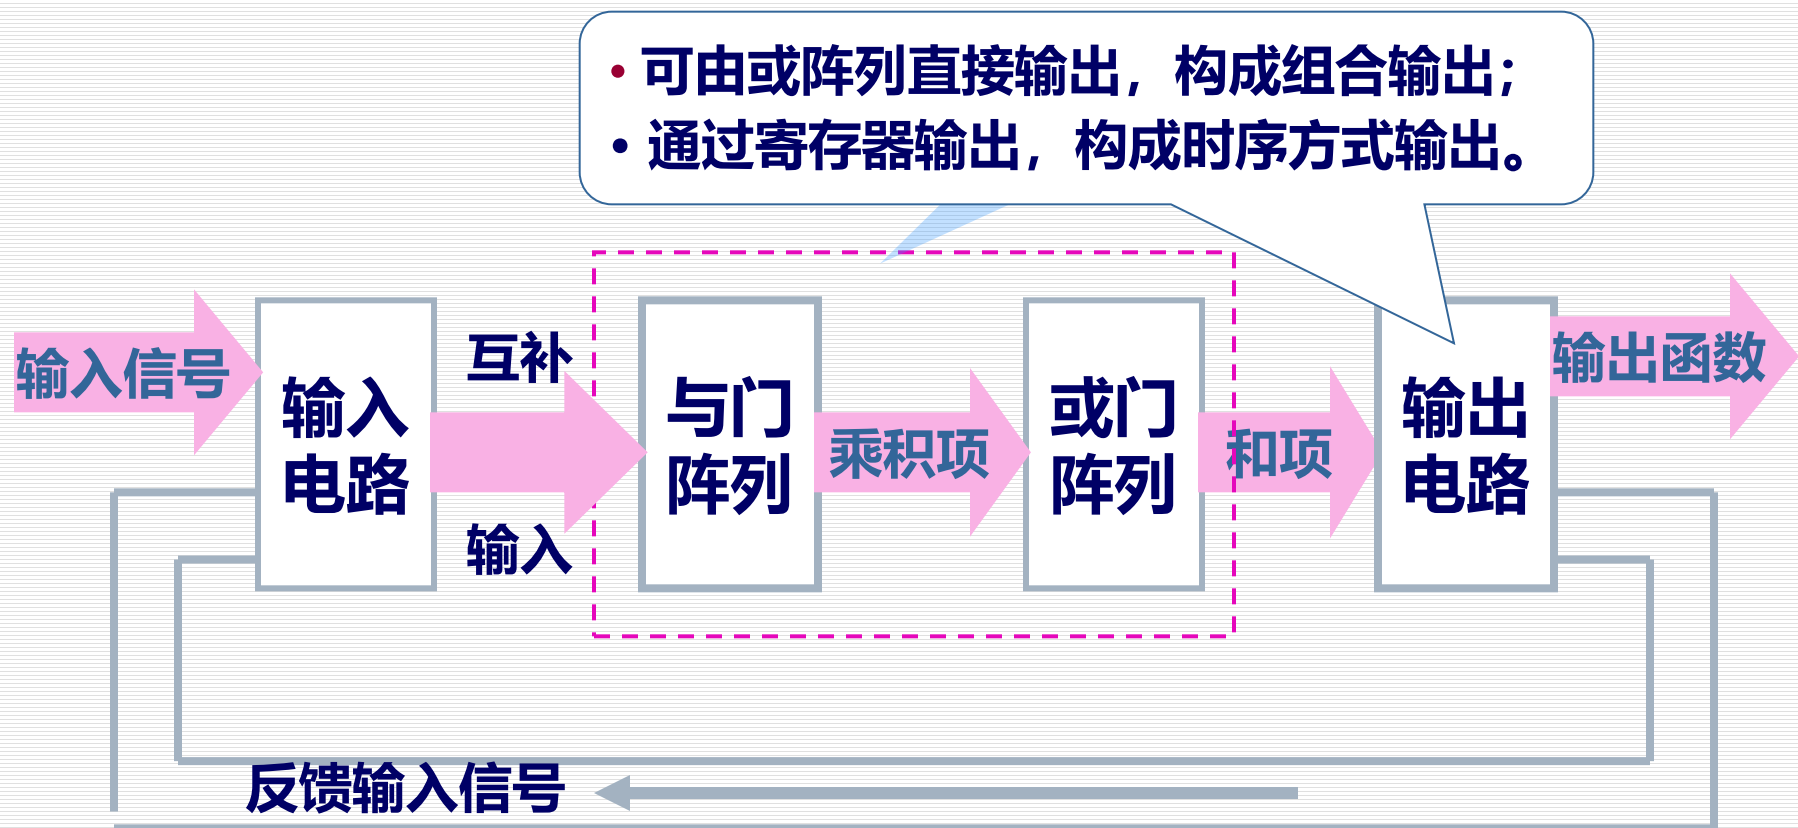 • 可由或阵列直接输出，构成组合输出；
• 通过寄存器输出，构成时序方式输出。
输入信号
输入
电路
互补
输入
与门
阵列
乘积项
或门
阵列
和项
输出
电路
输出函数
反馈输入信号